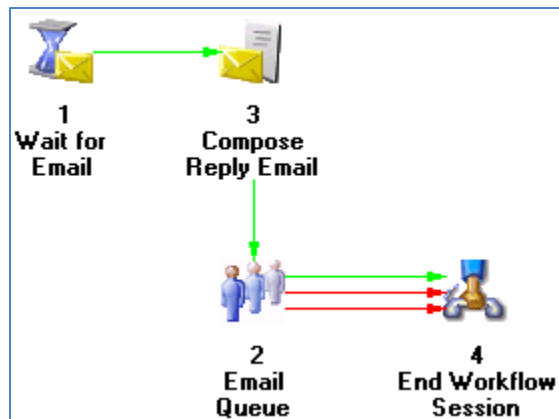 1
Wait for
Email
3
Compose
Reply Email
2
Email
Queue
4
End Workflow
Session